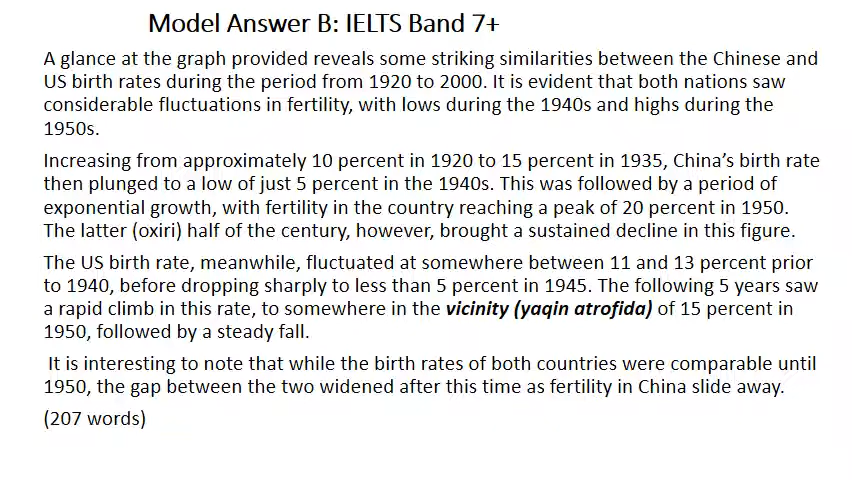 Model Answer B: IELTS Band 7+
A glance at the graph provided reveals some striking similarities between the Chinese and
US birth rates during the period from 1920 to 2000. It is evident that both nations saw
considerable fluctuations in fertility, with lows during the 1940s and highs during the
1950s.
Increasing from approximately 10 percent in 1920 to 15 percent in 1935, China’s birth rate
then plunged to a low of just 5 percent in the 1940s. This was followed by a period of
exponential growth, with fertility in the country reaching a peak of 20 percent in 1950.
The latter (oxiri) half of the century, however, brought a sustained decline in this figure.
The US birth rate, meanwhile, fluctuated at somewhere between 11 and 13 percent prior
to 1940, before dropping sharply to less than 5 percent in 1945. The following 5 years saw
a rapid climb in this rate, to somewhere in the vicinity (yaqin atrofida) of 15 percent in
1950, followed by a steady fall.
It is interesting to note that while the birth rates of both countries were comparable until
1950, the gap between the two widened after this time as fertility in China slide away.
(207 words)